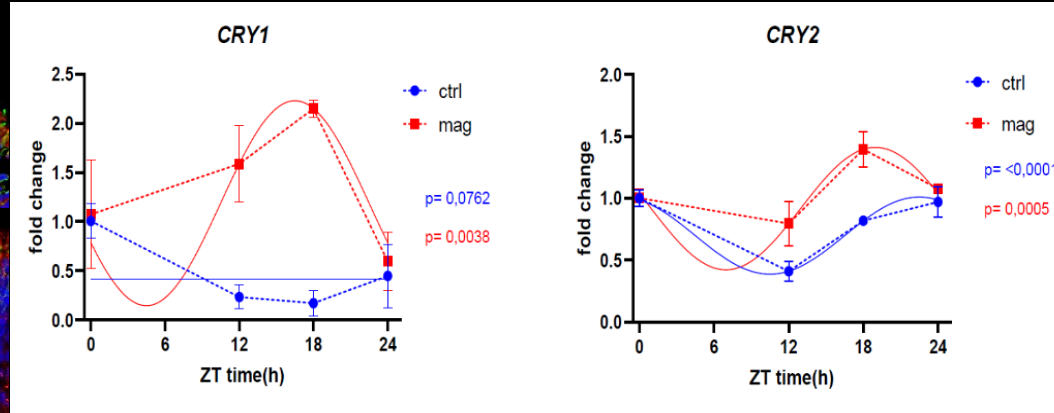 CRY1
fold change
2.5
2.0
1.5
1.0
0.5
0.0
0 6 12 18 24
ZT time(h)
ctrl
mag
p= 0,0762
p= 0,0038
CRY2
fold change
2.0
1.5
1.0
0.5
0.0
0 6 12 18 24
ZT time(h)
ctrl
mag
p= <0,0001
p= 0,0005